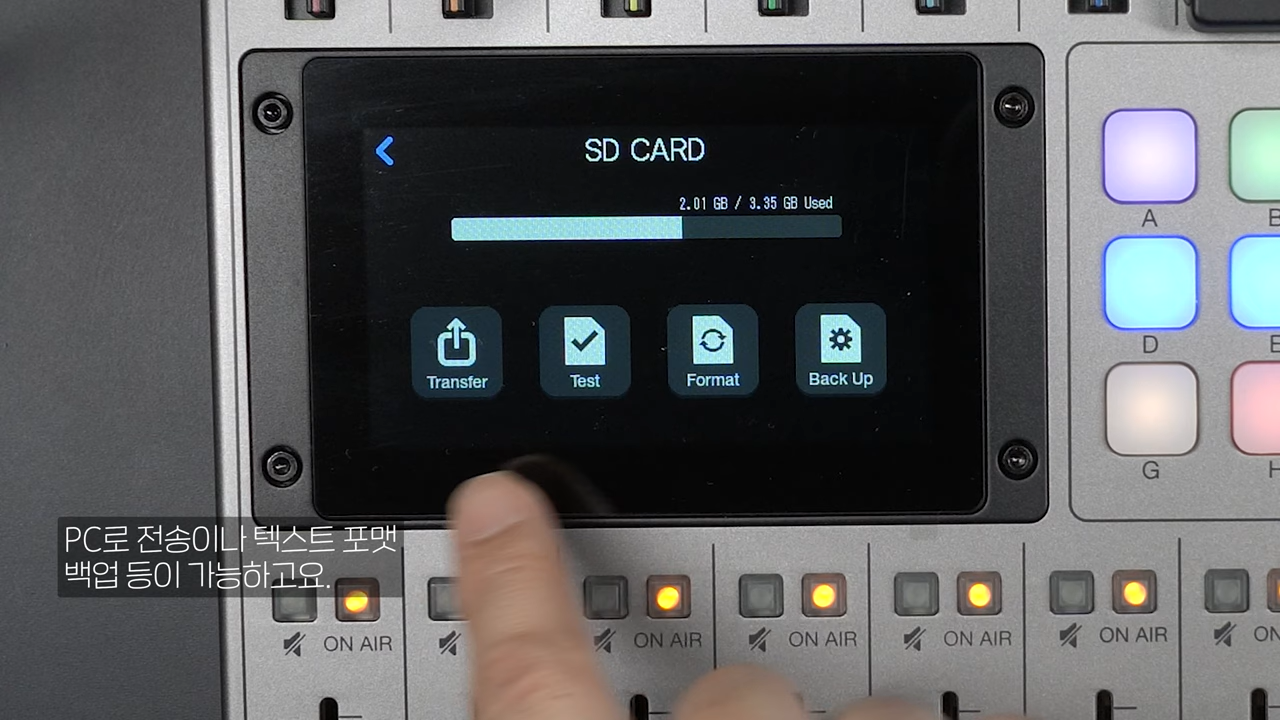 SD CARD
2.01 GB / 3.35 GB Used
Transfer
Test
Format
Back Up
A
D
G
H
PC로 전송이나 텍스트 포맷
백업 등이 가능하고요.
ON AIR
ON AIR
ON AIR
ON AIR
ON AIR